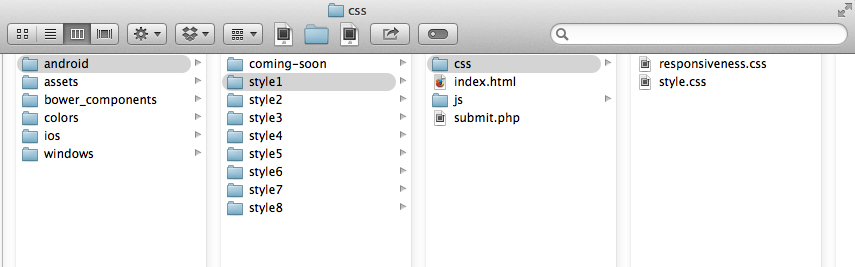 css
android
assets
bower_components
colors
ios
windows
coming-soon
style1
style2
style3
style4
style5
style6
style7
style8
css
index.html
js
submit.php
responsiveness.css
style.css